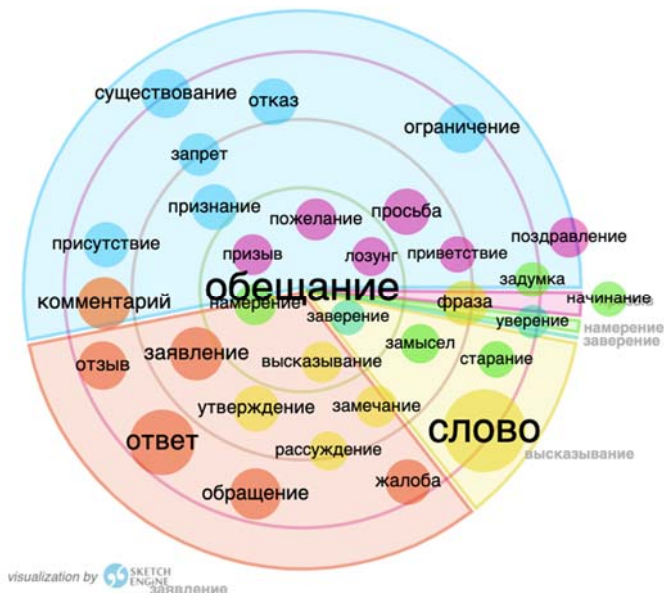 существование
отказ
ограничение
запрет
признание
пожелание
просьба
присутствие
призыв
лозунг
приветствие
поздравление
обещание
задумка
комментарий
намерение
фраза
начинание
заверение
уверение
намерение
заверение
отзыв
заявление
высказывание
замысел
старание
утверждение
замечание
ответ
слово
рассуждение
высказывание
обращение
жалоба
visualization by SKETCH ENGINE
заявление